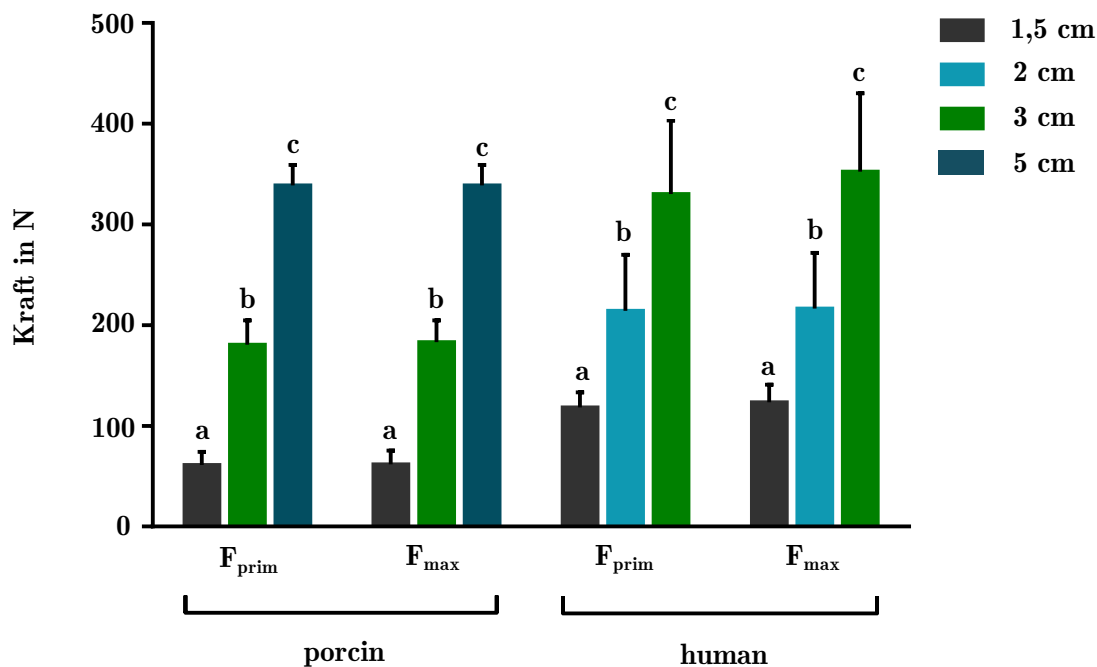 500
400
300
200
100
0
Kraft in N
1,5 cm
2 cm
3 cm
5 cm
a b c
a b c
a b c
a b c
Fprim Fmax Fprim Fmax
porcin human